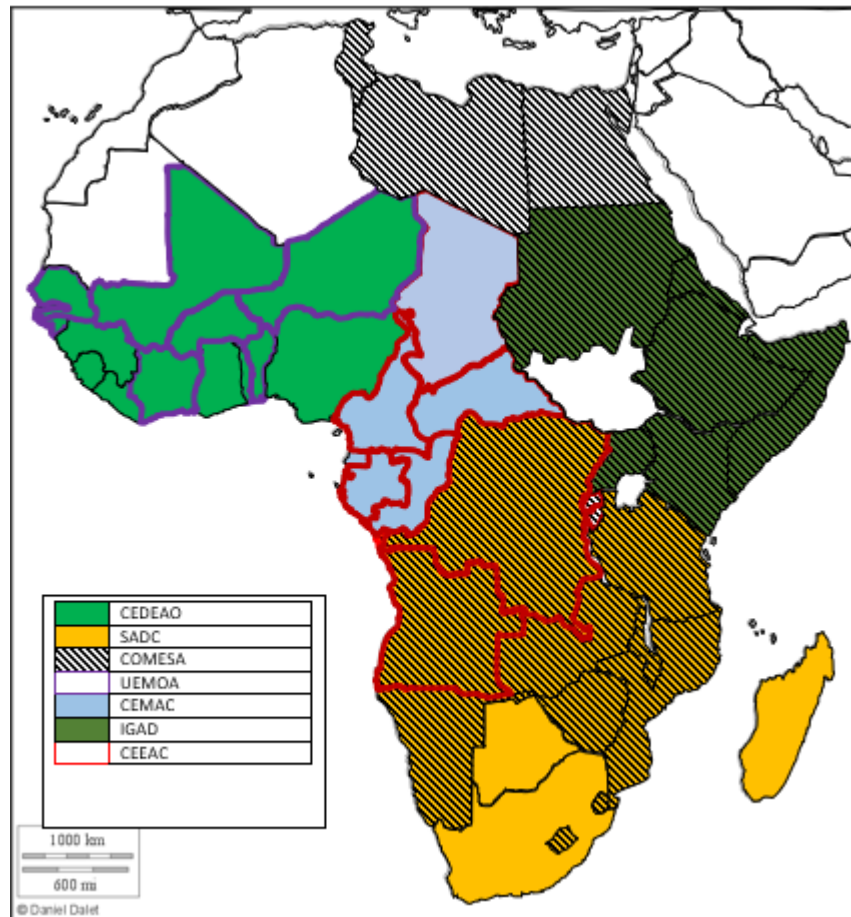 CEDEAO
SADC
COMESA
UEMOA
CEMAC
IGAD
CEEAC
1000 km
600 mi
© Daniel Dalet